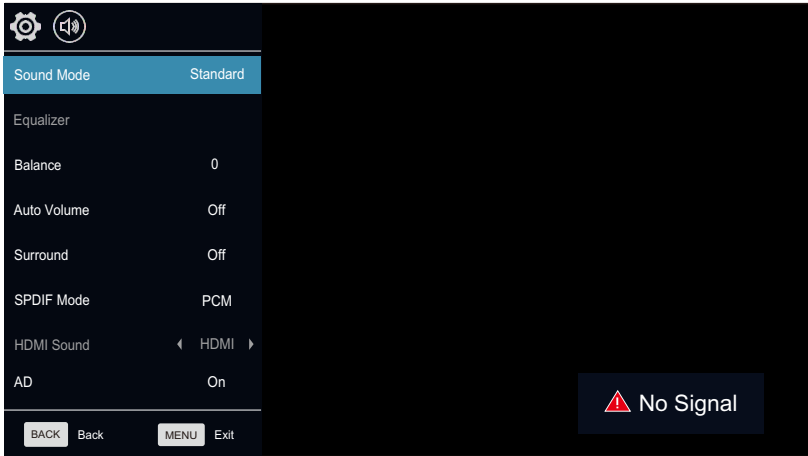 Sound Mode Standard
Equalizer
Balance 0
Auto Volume Off
Surround Off
SPDIF Mode PCM
HDMI Sound HDMI
AD On
No Signal
BACK Back MENU Exit